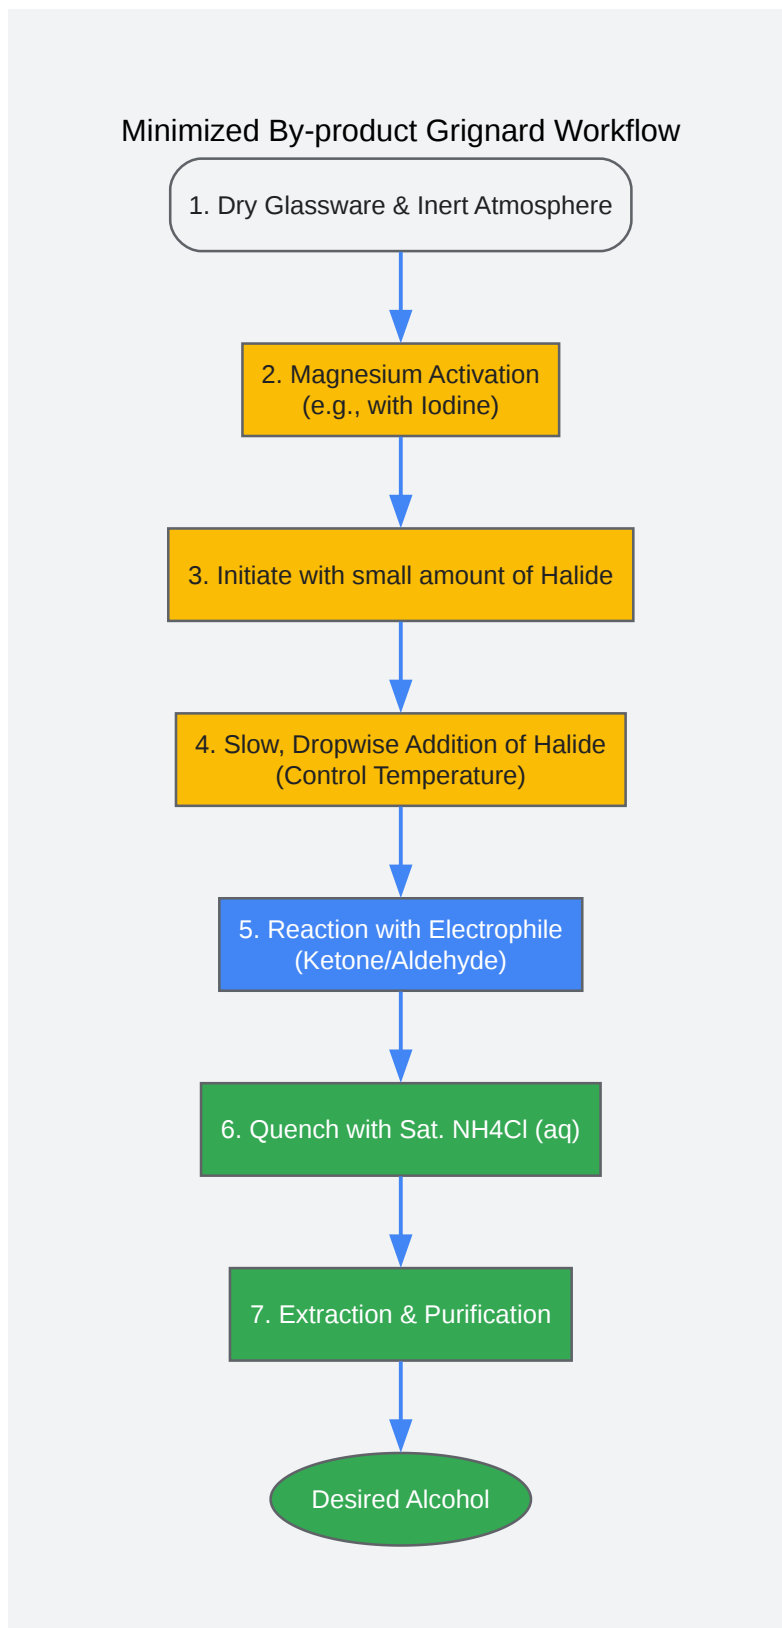 Minimized By-product Grignard Workflow
1. Dry Glassware & Inert Atmosphere
2. Magnesium Activation
(e.g., with Iodine)
3. Initiate with small amount of Halide
4. Slow, Dropwise Addition of Halide
(Control Temperature)
5. Reaction with Electrophile
(Ketone/Aldehyde)
6. Quench with Sat. NH4Cl (aq)
7. Extraction & Purification
Desired Alcohol